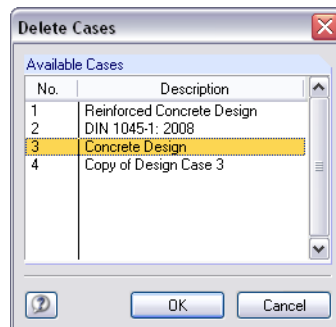 Delete Cases
Available Cases
No. Description
1 Reinforced Concrete Design
2 DIN 1045-1: 2008
3 Concrete Design
4 Copy of Design Case 3
OK Cancel